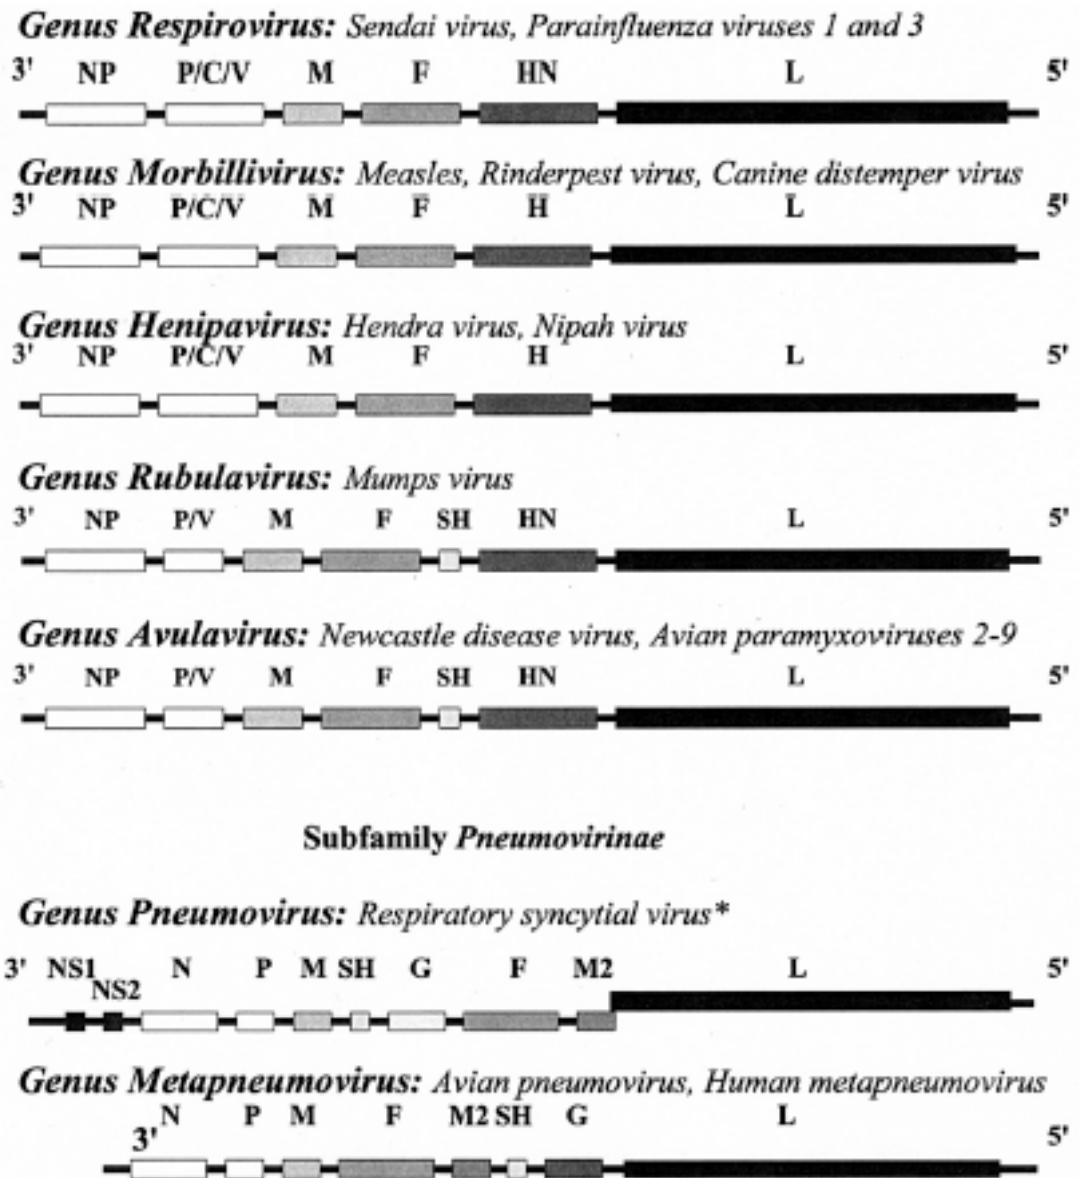 Genus Respirovirus: Sendai virus, Parainfluenza viruses 1 and 3
3' NP P/C/V M F HN L 5'
Genus Morbillivirus: Measles, Rinderpest virus, Canine distemper virus
3' NP P/C/V M F H L 5'
Genus Henipavirus: Hendra virus, Nipah virus
3' NP P/C/V M F H L 5'
Genus Rubulavirus: Mumps virus
3' NP P/V M F SH HN L 5'
Genus Avulavirus: Newcastle disease virus, Avian paramyxoviruses 2-9
3' NP P/V M F SH HN L 5'
Subfamily Pneumovirinae
Genus Pneumovirus: Respiratory syncytial virus*
3' NS1 N P M SH G F M2 L 5'
NS2
Genus Metapneumovirus: Avian pneumovirus, Human metapneumovirus
N P M F M2 SH G L
3' 5'